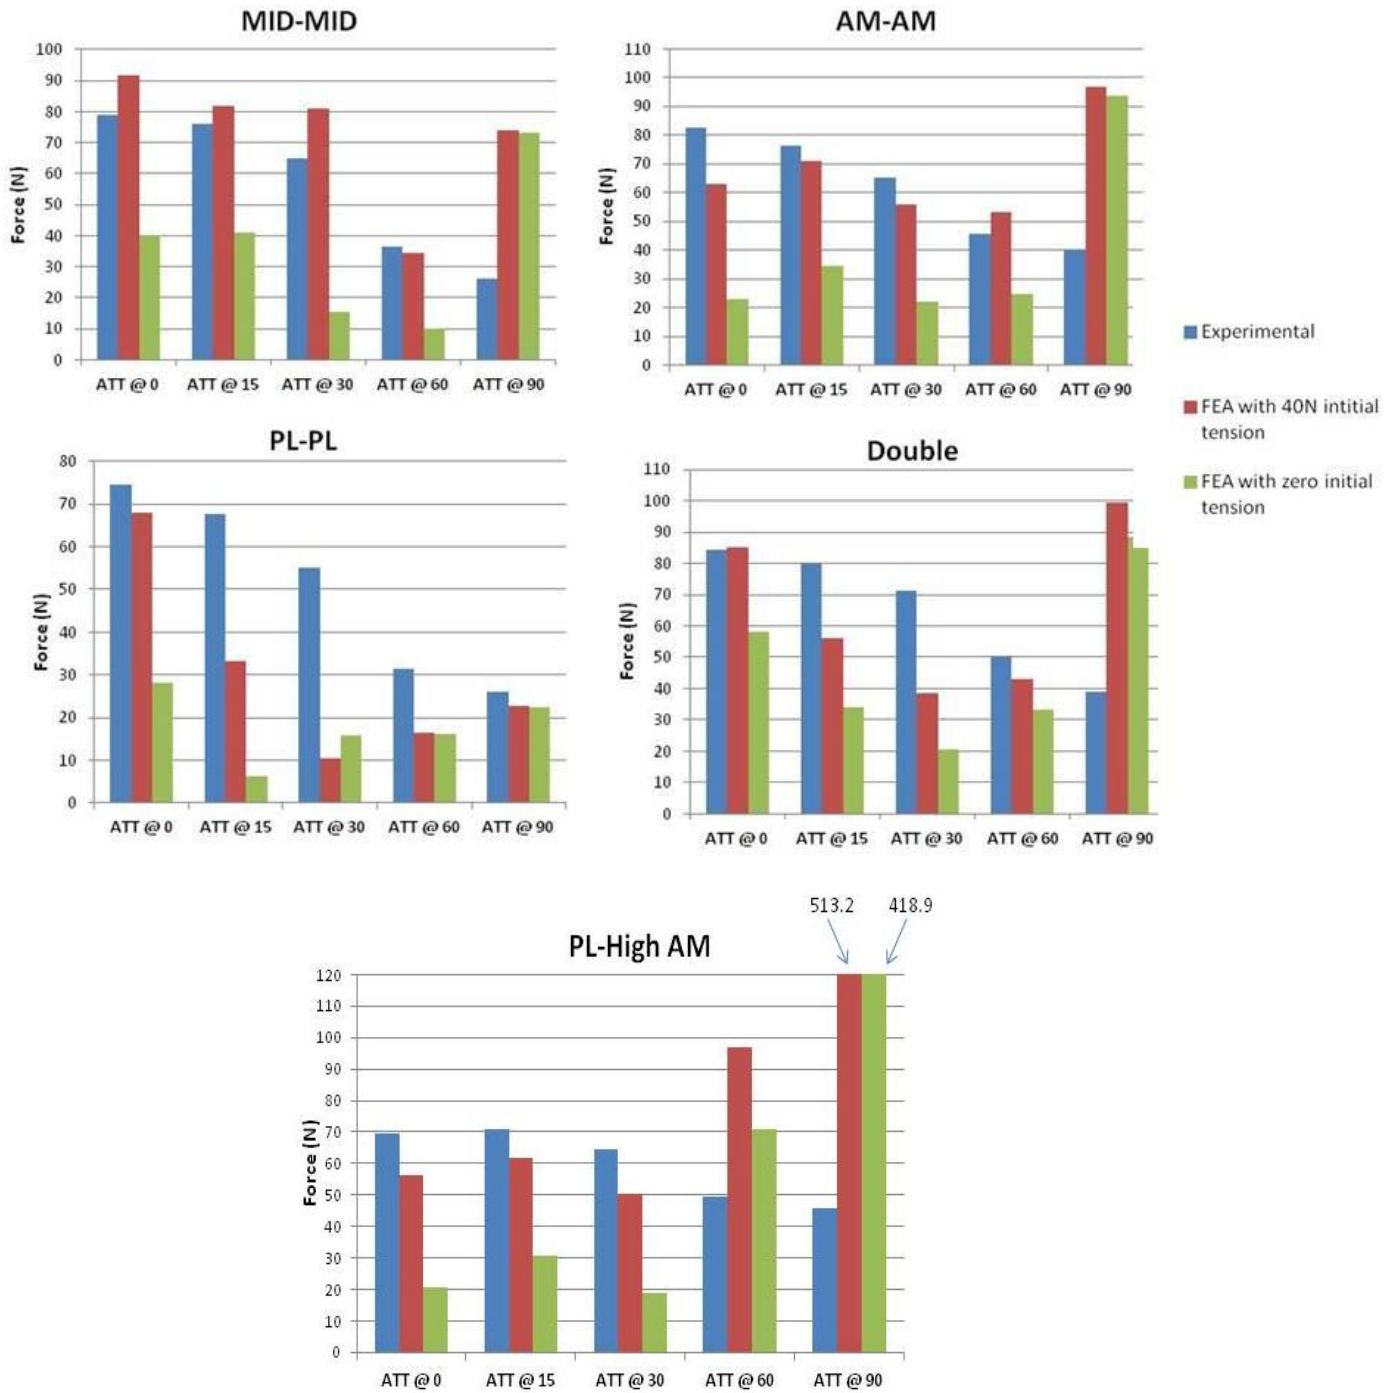 MID-MID
100
90
80
70
60
50
40
30
20
10
0
Force (N)
ATT @ 0 ATT @ 15 ATT @ 30 ATT @ 60 ATT @ 90
AM-AM
110
100
90
80
70
60
50
40
30
20
10
0
Force (N)
ATT @ 0 ATT @ 15 ATT @ 30 ATT @ 60 ATT @ 90
Experimental
FEA with 40N intitial
tension
FEA with zero initial
tension
PL-PL
80
70
60
50
40
30
20
10
0
Force (N)
ATT @ 0 ATT @ 15 ATT @ 30 ATT @ 60 ATT @ 90
Double
110
100
90
80
70
60
50
40
30
20
10
0
Force (N)
ATT @ 0 ATT @ 15 ATT @ 30 ATT @ 60 ATT @ 90
513.2 418.9
PL-High AM
120
110
100
90
80
70
60
50
40
30
20
10
0
Force (N)
ATT @ 0 ATT @ 15 ATT @ 30 ATT @ 60 ATT @ 90